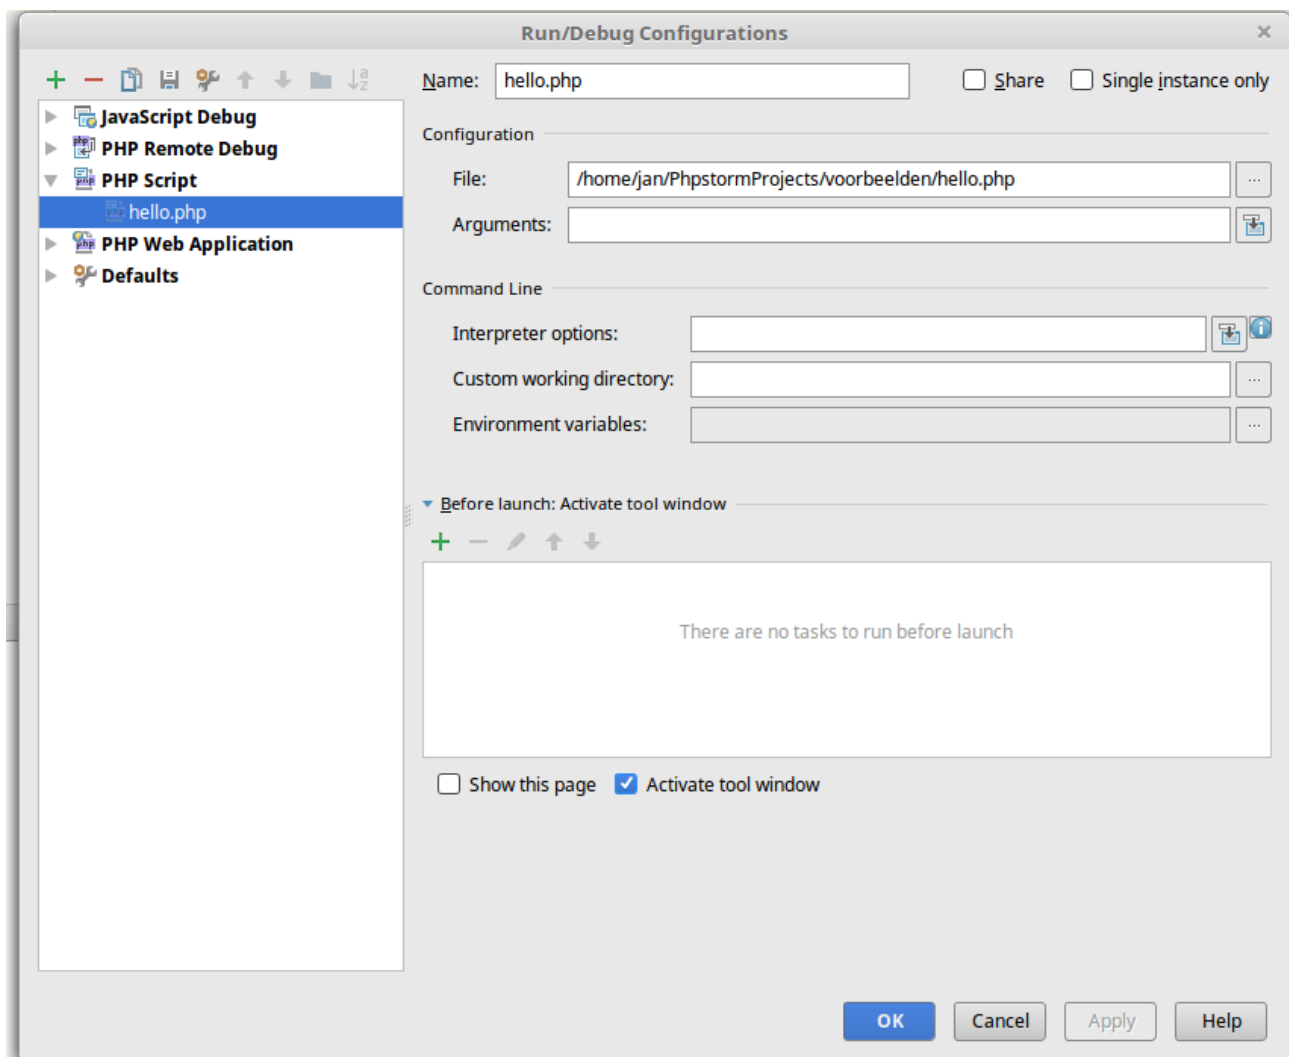 Run/Debug Configurations
Name: hello.php Share Single instance only
JavaScript Debug
PHP Remote Debug
PHP Script
hello.php
PHP Web Application
Defaults
Configuration
File: /home/jan/PhpstormProjects/voorbeelden/hello.php ...
Arguments:
Command Line
Interpreter options:
Custom working directory: ...
Environment variables: ...
Before launch: Activate tool window
There are no tasks to run before launch
Show this page Activate tool window
OK Cancel Apply Help